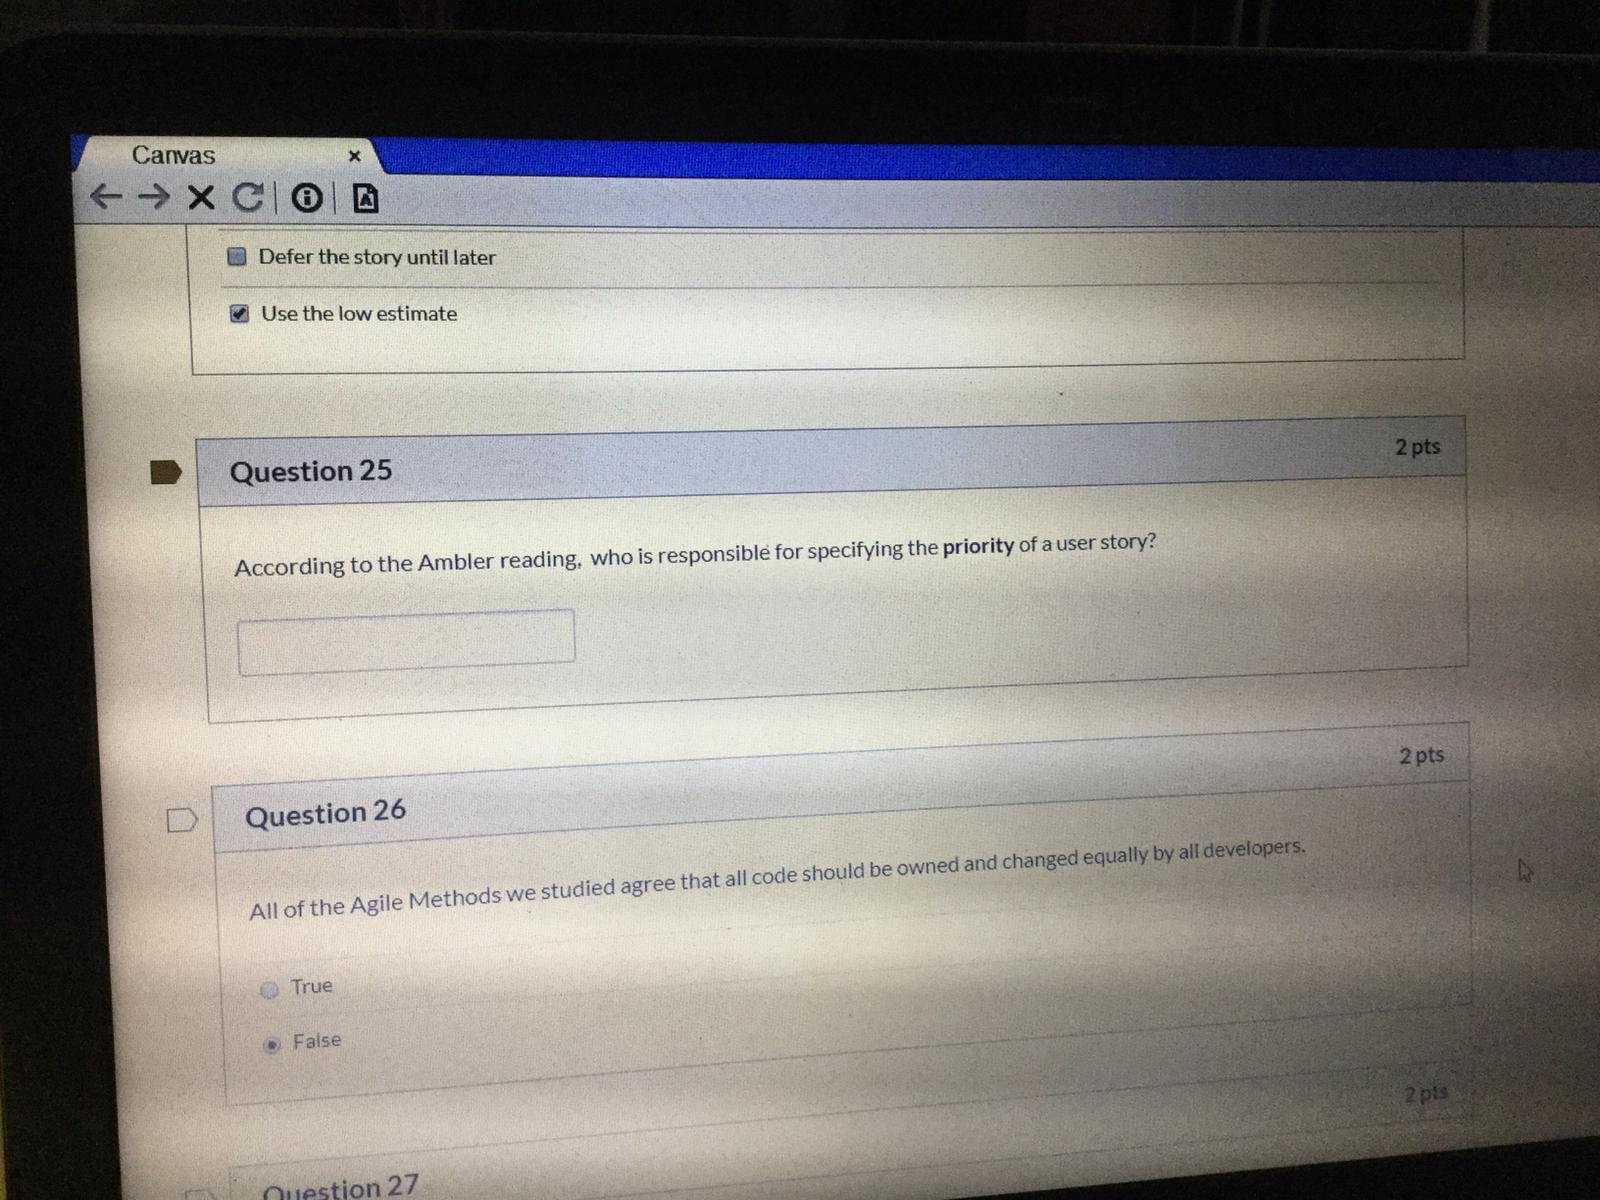 Canvas
Defer the story until later
Use the low estimate
Question 25
2 pts
According to the Ambler reading, who is responsible for specifying the priority of a user story?
Question 26
2 pts
All of the Agile Methods we studied agree that all code should be owned and changed equally by all developers.
True
False
2 pts
Question 27